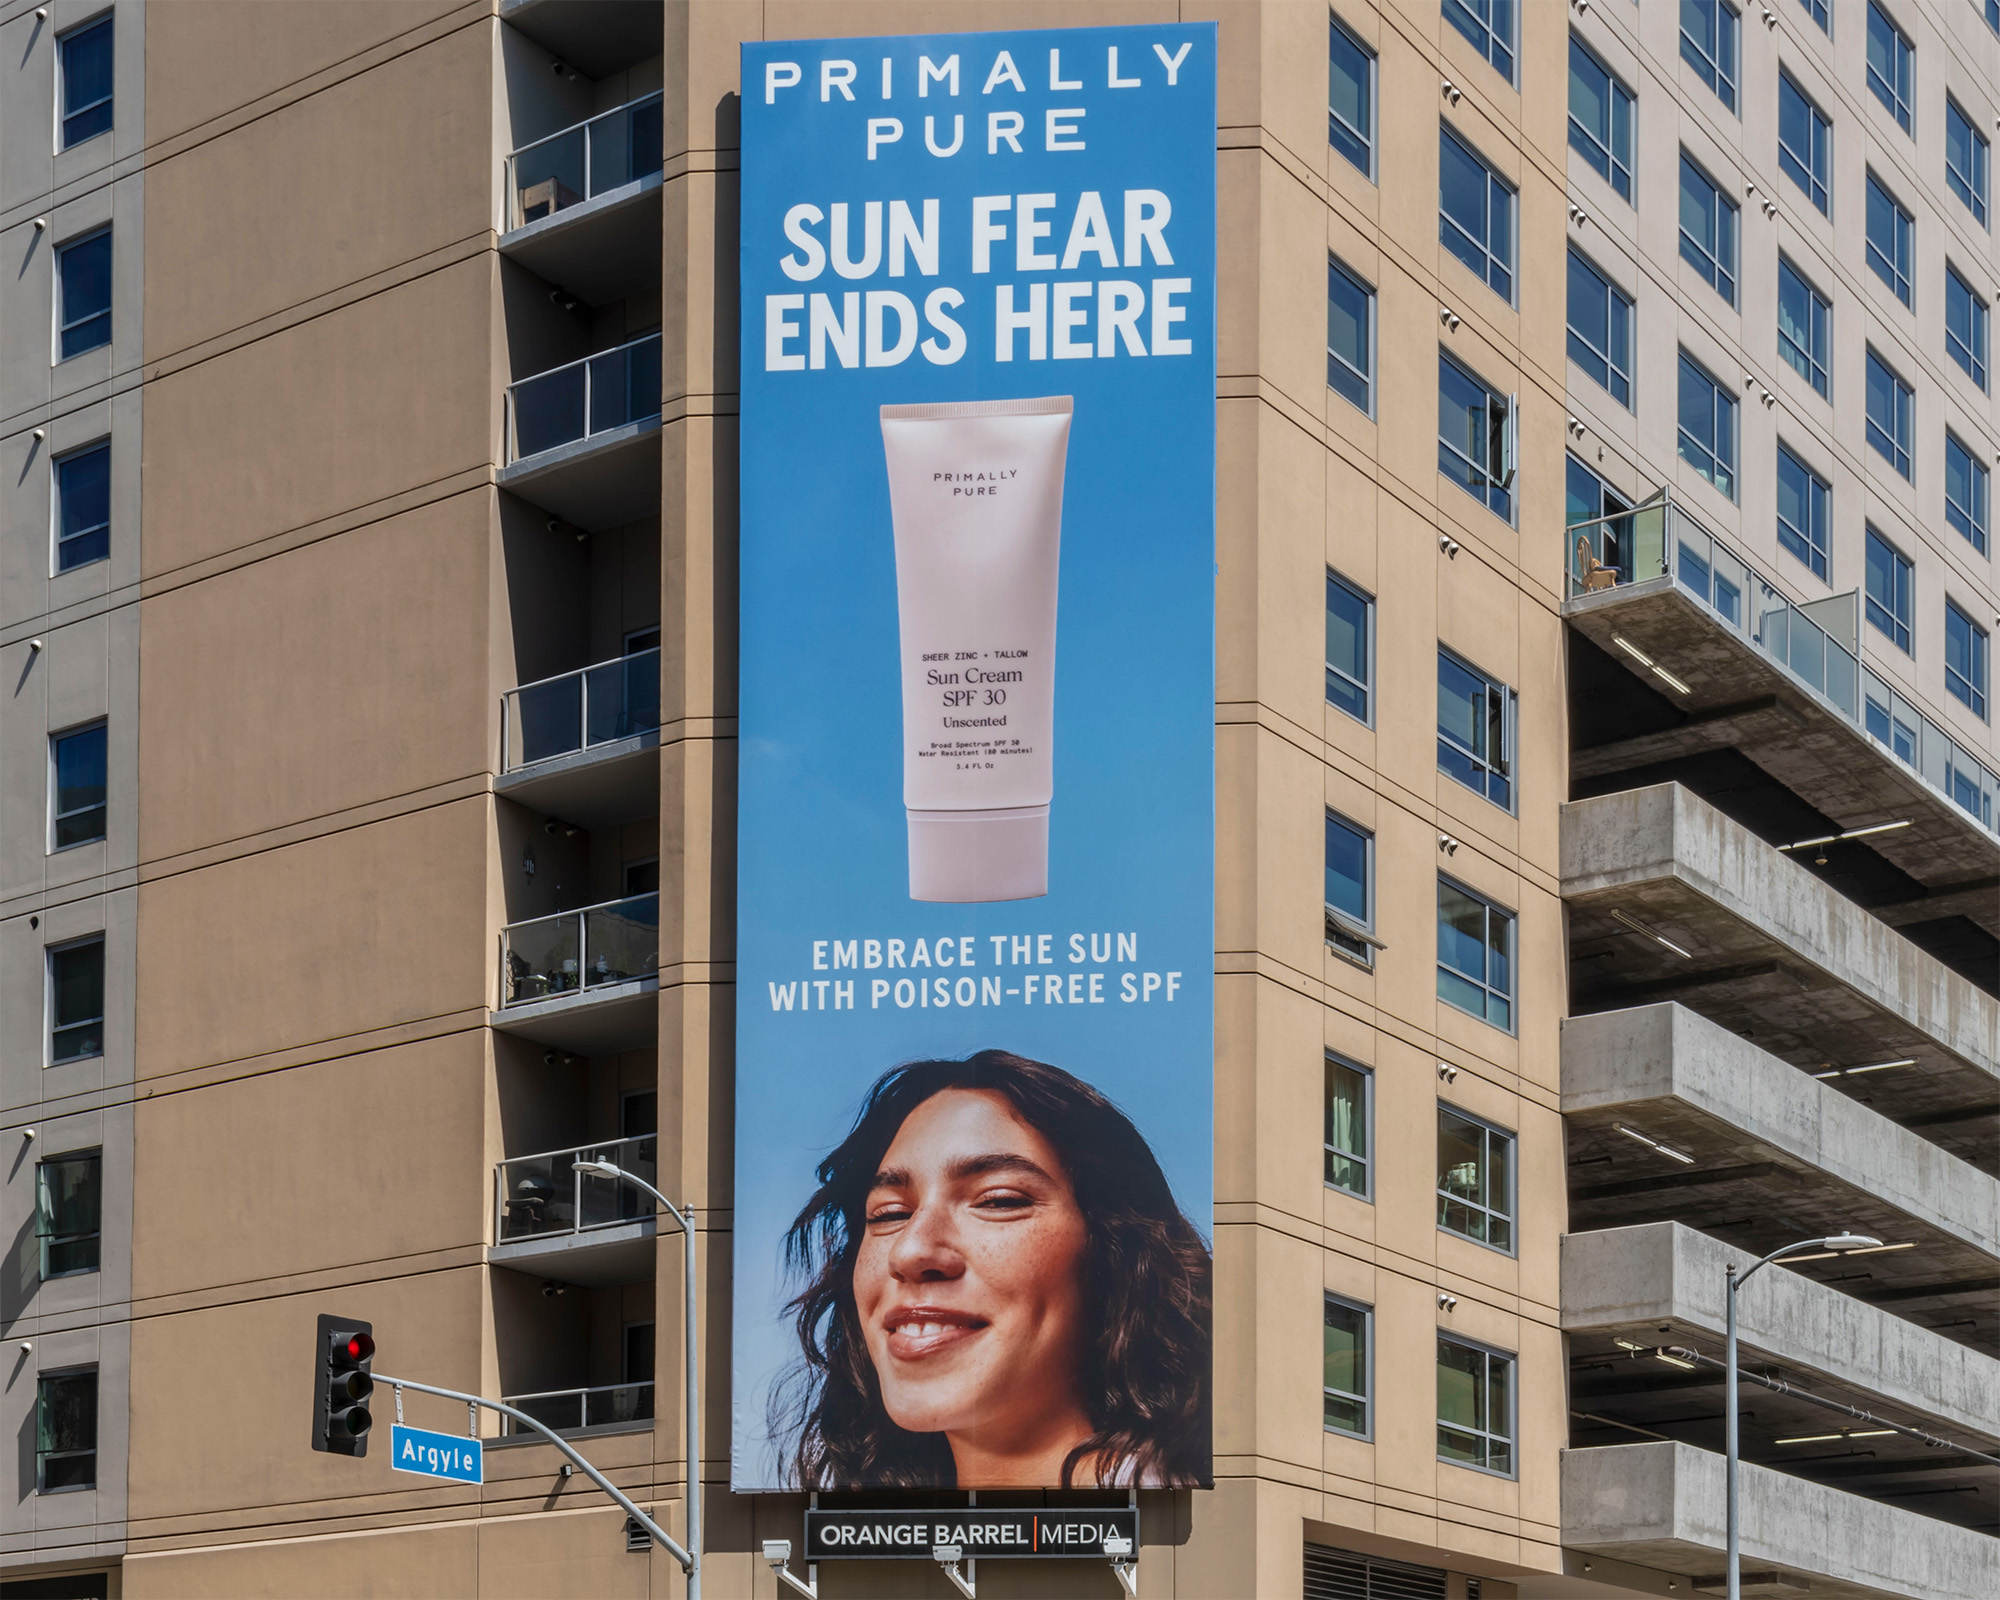 PRIMALLY
PURE
SUN FEAR
ENDS HERE
PRIMALLY
PURE
SHEER ZINC + TALLOW
Sun Cream
SPF 30
Unscented
Broad Spectrum SPF 30
Water Resistant (80 minutes)
3.4 FL Oz
EMBRACE THE SUN
WITH POISON-FREE SPF
Argyle
ORANGE BARREL|MEDIA